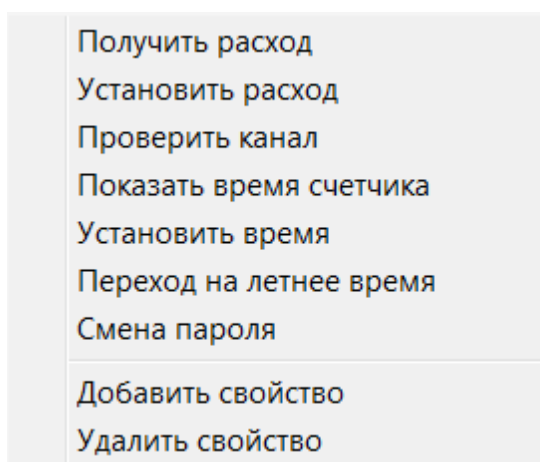 Получить расход
Установить расход
Проверить канал
Показать время счетчика
Установить время
Переход на летнее время
Смена пароля
Добавить свойство
Удалить свойство